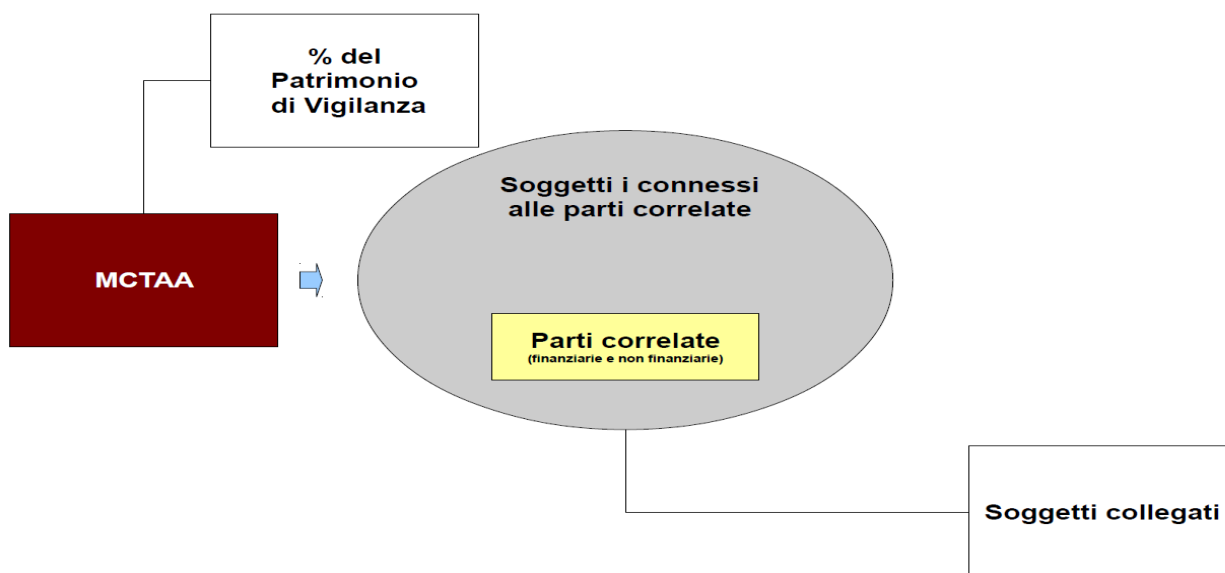 % del
Patrimonio
di Vigilanza
Soggetti i connessi
alle parti correlate
MCTAA
Parti correlate
(finanziarie e non finanziarie)
Soggetti collegati